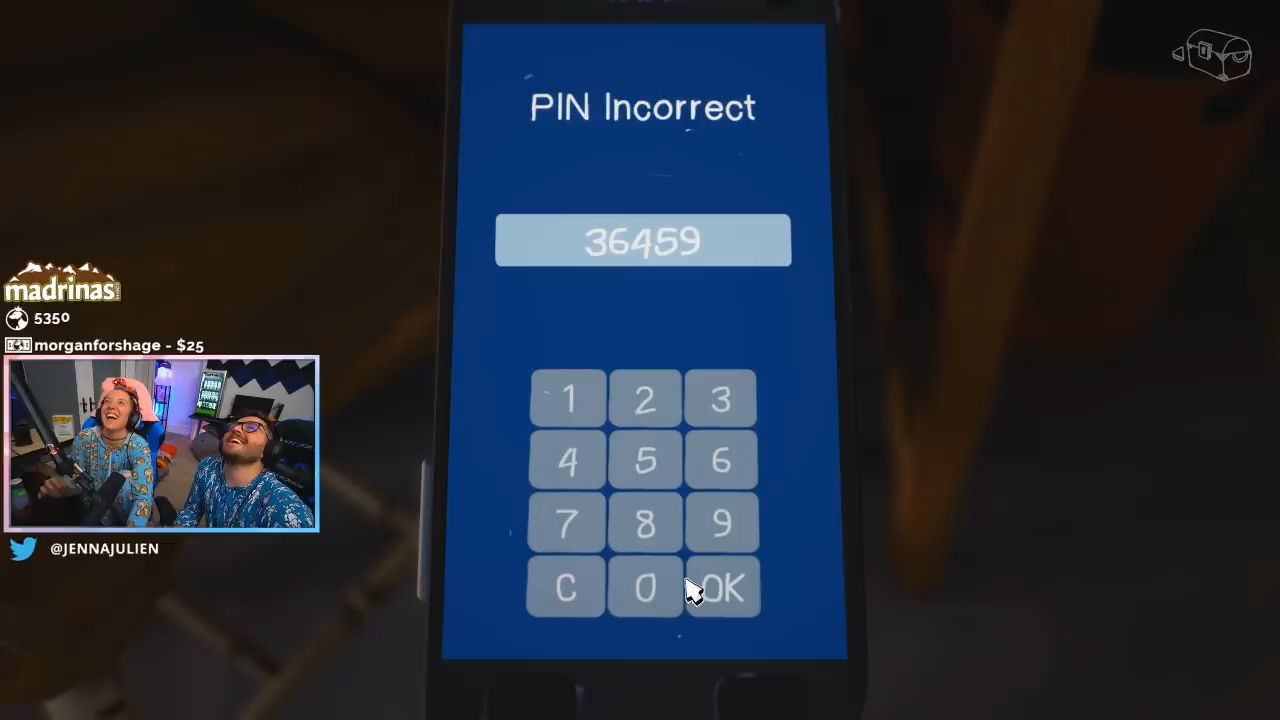 PIN Incorrect
36459
1 2 3
4 5 6
7 8 9
C 0 OK
madrinas
5350
morganforshage - $25
@JENNAJULIEN